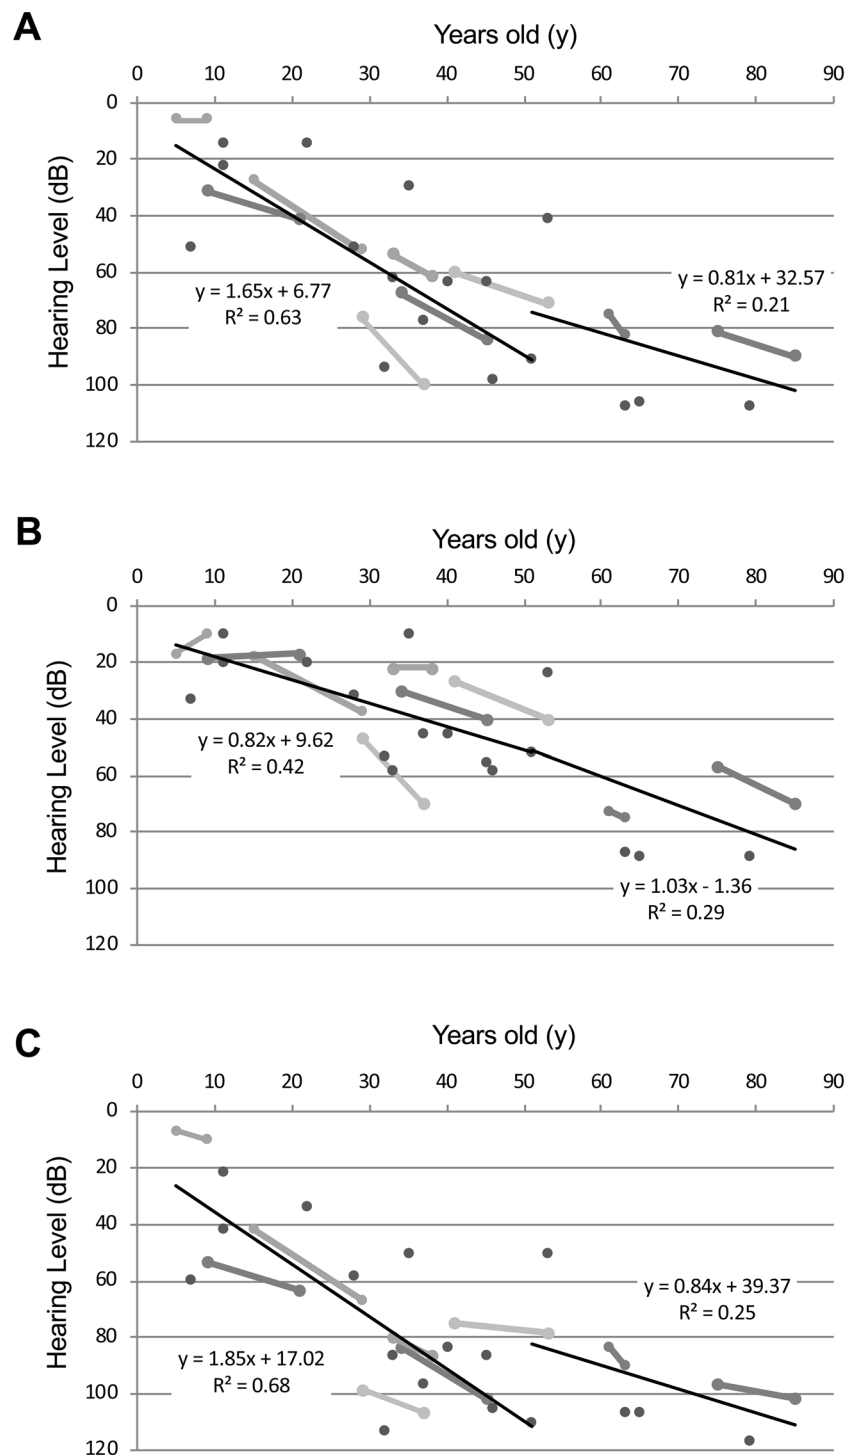 A
Years old (y)
0 10 20 30 40 50 60 70 80 90
0
20
40
60
80
100
120
Hearing Level (dB)
y = 1.65x + 6.77
R² = 0.63
y = 0.81x + 32.57
R² = 0.21
B
Years old (y)
0 10 20 30 40 50 60 70 80 90
0
20
40
60
80
100
120
Hearing Level (dB)
y = 0.82x + 9.62
R² = 0.42
y = 1.03x - 1.36
R² = 0.29
C
Years old (y)
0 10 20 30 40 50 60 70 80 90
0
20
40
60
80
100
120
Hearing Level (dB)
y = 1.85x + 17.02
R² = 0.68
y = 0.84x + 39.37
R² = 0.25